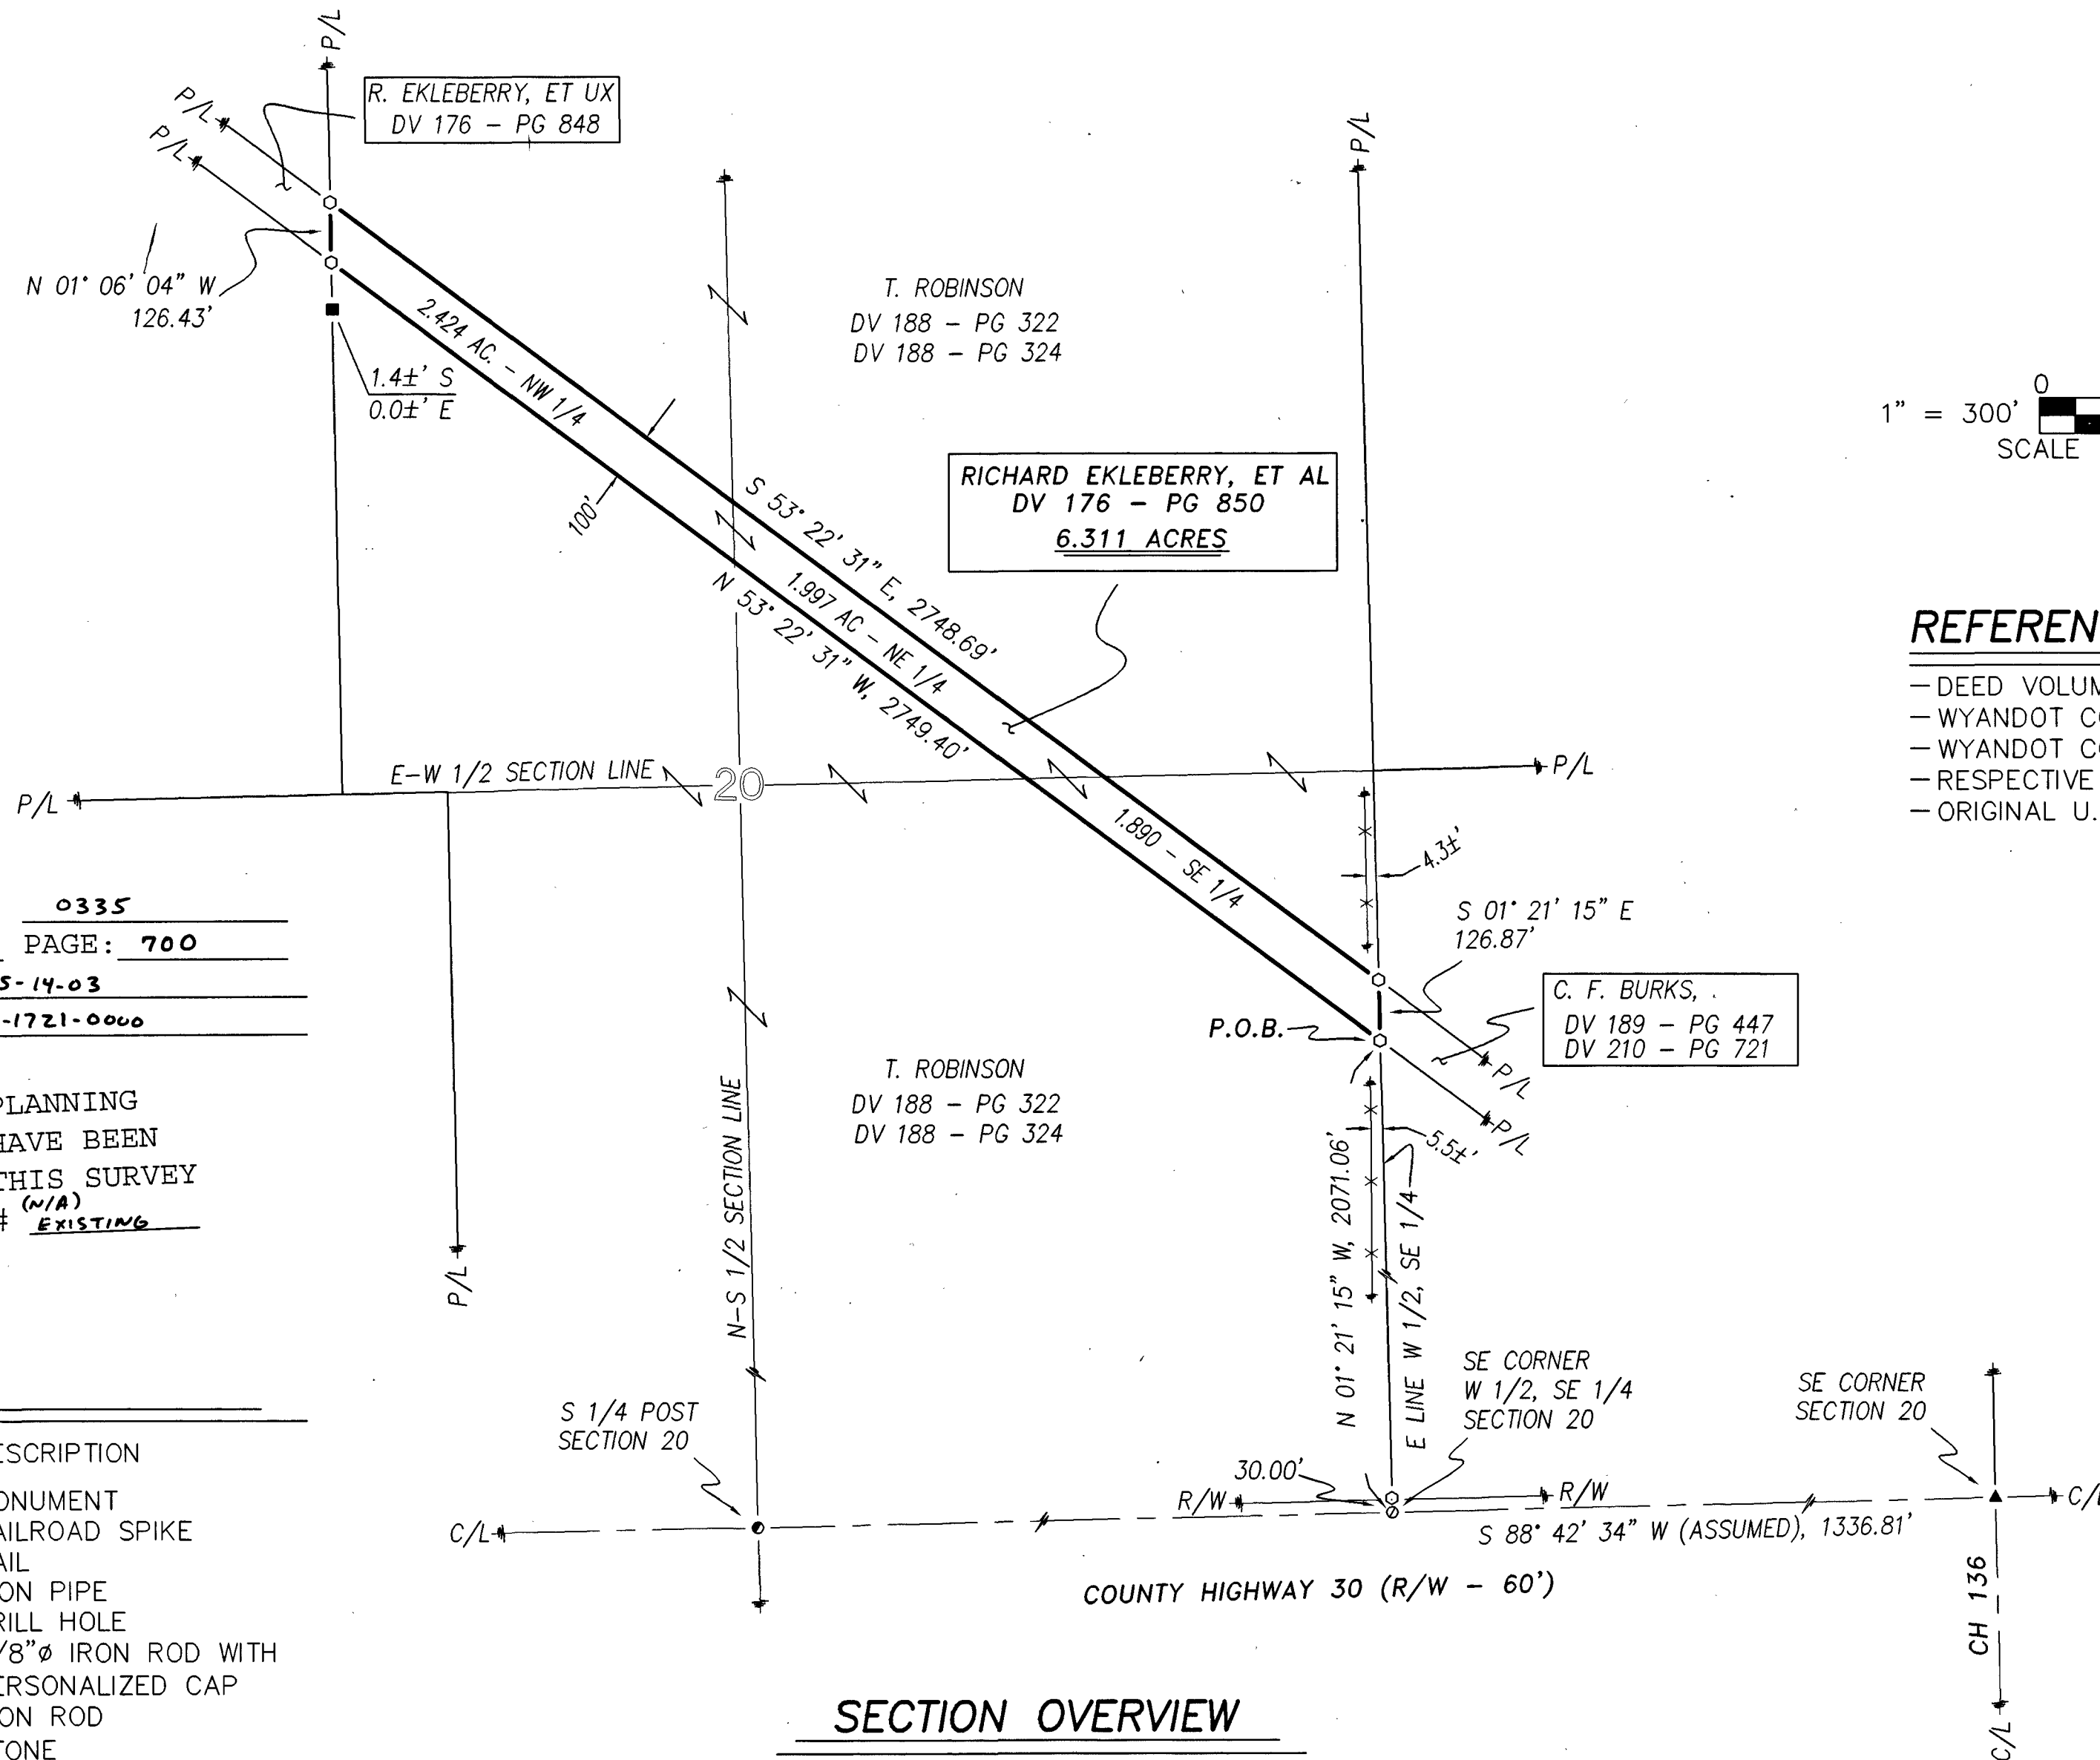 P/L
R. EKLEBERRY, ET UX
DV 176 - PG 848
P/L
P/L
P/L
N 01° 06' 04" W
126.43'
T. ROBINSON
DV 188 - PG 322
DV 188 - PG 324
2.424 AC. - NW 1/4
1.4±' S
0.0±' E
0
1" = 300'
SCALE
100'
S 53° 22' 31" E, 2748.69'
RICHARD EKLEBERRY, ET AL
DV 176 - PG 850
6.311 ACRES
1.997 AC - NE 1/4
N 53° 22' 31" W, 2749.40'
E-W 1/2 SECTION LINE
20
P/L
P/L
1.890 - SE 1/4
4.3±'
S 01° 21' 15" E
126.87'
0335
PAGE: 700
5-14-03
-1721-0000
P.O.B.
C. F. BURKS,
DV 189 - PG 447
DV 210 - PG 721
P/L
P/L
5.5±'
PLANNING
HAVE BEEN
THIS SURVEY
(N/A)
# EXISTING
T. ROBINSON
DV 188 - PG 322
DV 188 - PG 324
P/L
N-S 1/2 SECTION LINE
N 01° 21' 15" W, 2071.06'
E LINE W 1/2, SE 1/4
S 1/4 POST
SECTION 20
SE CORNER
W 1/2, SE 1/4
SECTION 20
SE CORNER
SECTION 20
30.00'
R/W
R/W
C/L
C/L
S 88° 42' 34" W (ASSUMED), 1336.81'
COUNTY HIGHWAY 30 (R/W - 60')
CH 136
C/L
SECTION OVERVIEW
REFEREN
- DEED VOLUM
- WYANDOT CO
- WYANDOT CO
- RESPECTIVE
- ORIGINAL U.
ESCRIPTION
ONUMENT
AILROAD SPIKE
AIL
ON PIPE
RILL HOLE
/8"ø IRON ROD WITH
ERSONALIZED CAP
ON ROD
TONE